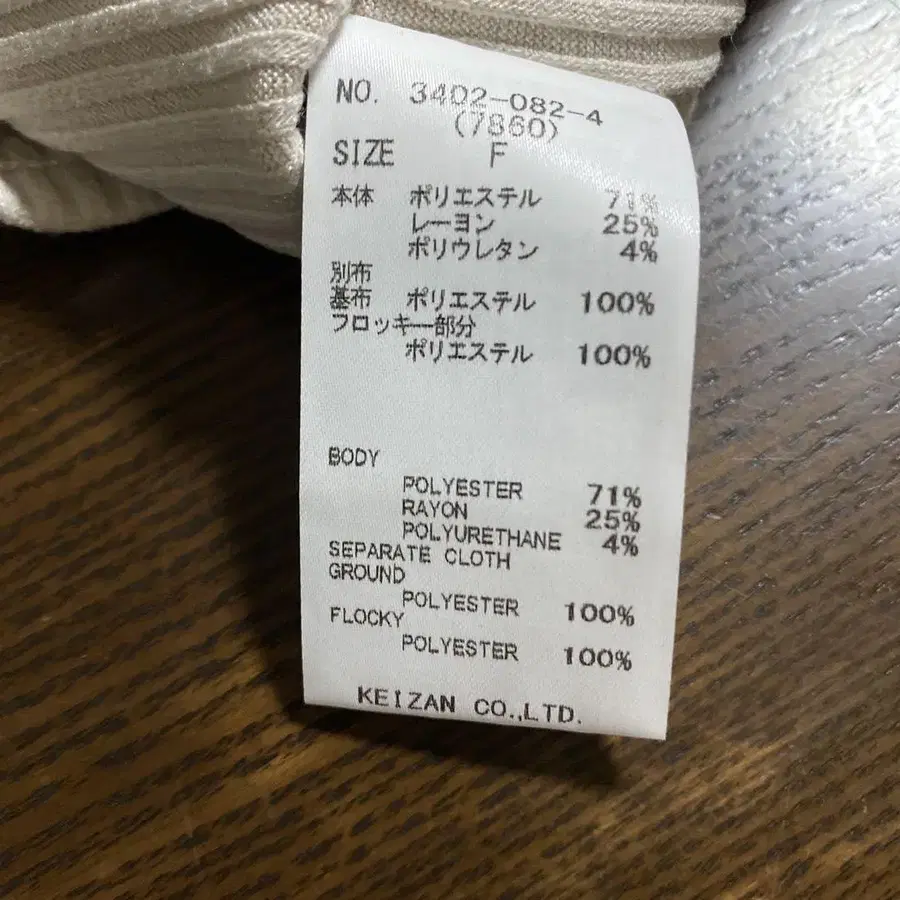 NO. 3402-082-4
(7860)
SIZE F
本体 ポリエステル 71%
レーヨン 25%
ポリウレタン 4%
別布
基布 ポリエステル 100%
フロッキー部分
ポリエステル 100%
BODY
POLYESTER 71%
RAYON 25%
POLYURETHANE 4%
SEPARATE CLOTH
GROUND
POLYESTER 100%
FLOCKY
POLYESTER 100%
KEIZAN CO.,LTD.